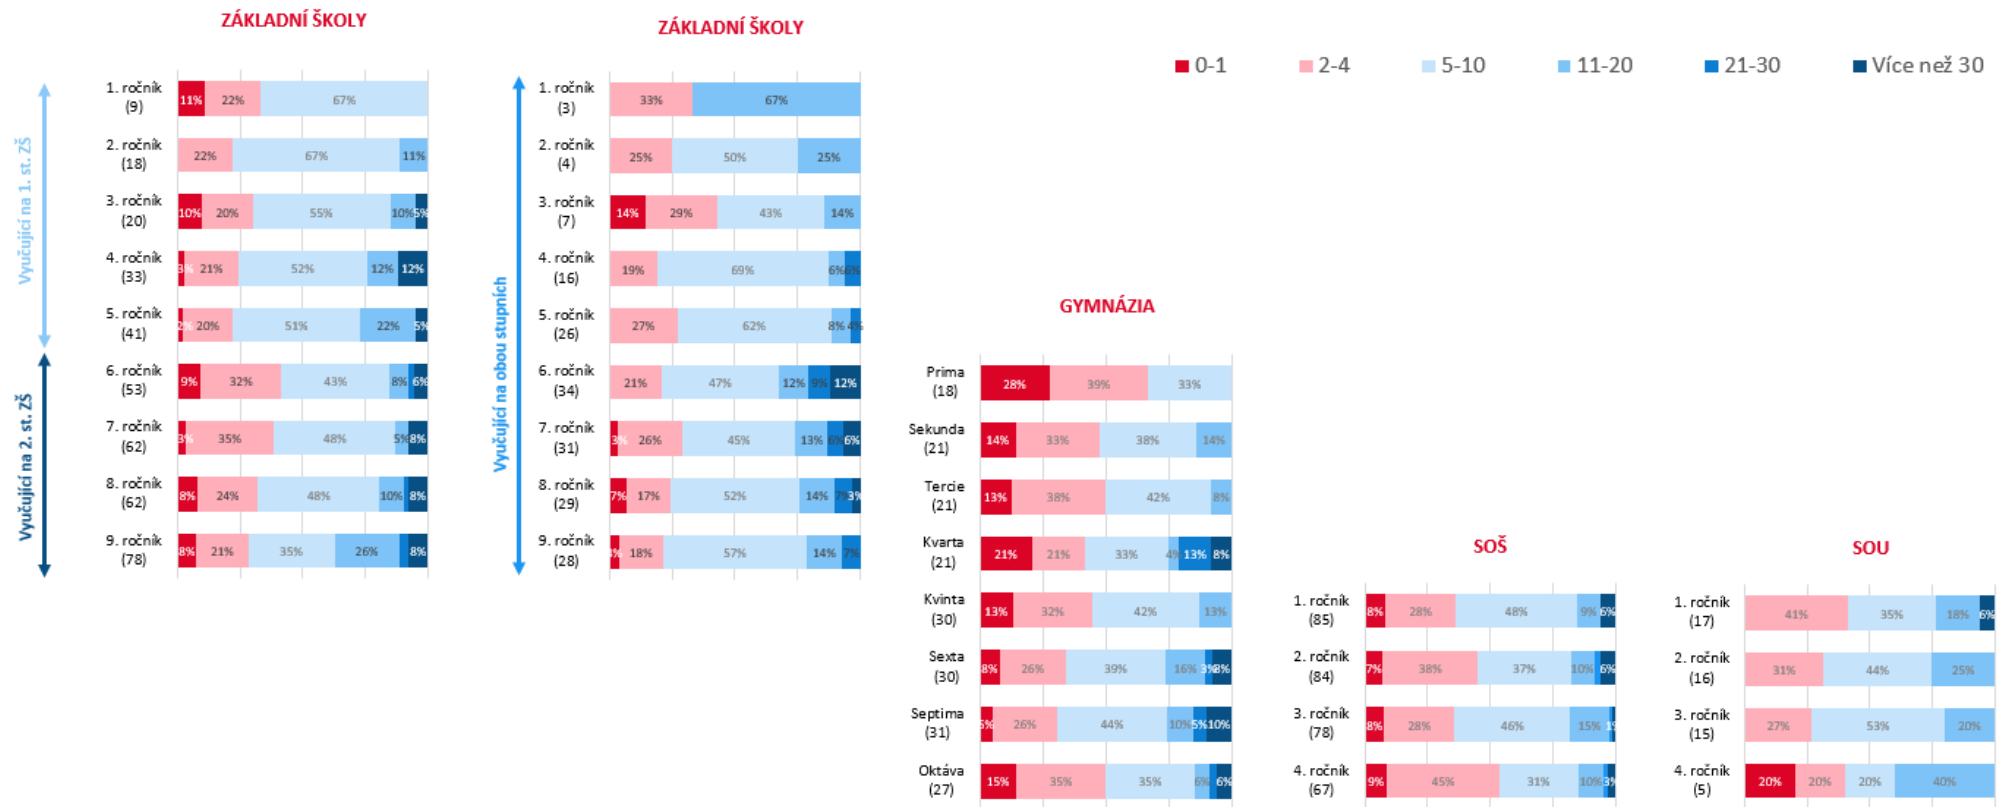 ZÁKLADNÍ ŠKOLY
ZÁKLADNÍ ŠKOLY
0-1 2-4 5-10 11-20 21-30 Více než 30
Vyučující na 1. st. ZŠ
Vyučující na 2. st. ZŠ
1. ročník
(9)
11% 22% 67%
2. ročník
(18)
22% 67% 11%
3. ročník
(20)
10% 20% 55% 10% 5%
4. ročník
(33)
3% 21% 52% 12% 12%
5. ročník
(41)
2% 20% 51% 22% 5%
6. ročník
(53)
9% 32% 43% 8% 6%
7. ročník
(62)
3% 35% 48% 5% 8%
8. ročník
(62)
8% 24% 48% 10% 8%
9. ročník
(78)
8% 21% 35% 26% 8%
Vyučující na obou stupních
1. ročník
(3)
33% 67%
2. ročník
(4)
25% 50% 25%
3. ročník
(7)
14% 29% 43% 14%
4. ročník
(16)
19% 69% 6% 6%
5. ročník
(26)
27% 62% 8% 4%
6. ročník
(34)
21% 47% 12% 9% 12%
7. ročník
(31)
3% 26% 45% 13% 6% 6%
8. ročník
(29)
7% 17% 52% 14% 7% 3%
9. ročník
(28)
18% 57% 14% 7%
GYMNÁZIA
Prima
(18)
28% 39% 33%
Sekunda
(21)
14% 33% 38% 14%
Tercie
(21)
13% 38% 42% 8%
Kvarta
(21)
21% 21% 33% 4% 13% 8%
Kvinta
(30)
13% 32% 42% 13%
Sexta
(30)
8% 26% 39% 16% 3% 8%
Septima
(31)
5% 26% 44% 10% 5% 10%
Oktáva
(27)
15% 35% 35% 6% 6%
SOŠ
1. ročník
(85)
8% 28% 48% 9% 6%
2. ročník
(84)
7% 38% 37% 10% 6%
3. ročník
(78)
8% 28% 46% 15% 1%
4. ročník
(67)
9% 45% 31% 10% 3%
SOU
1. ročník
(17)
41% 35% 18% 6%
2. ročník
(16)
31% 44% 25%
3. ročník
(15)
27% 53% 20%
4. ročník
(5)
20% 20% 20% 40%